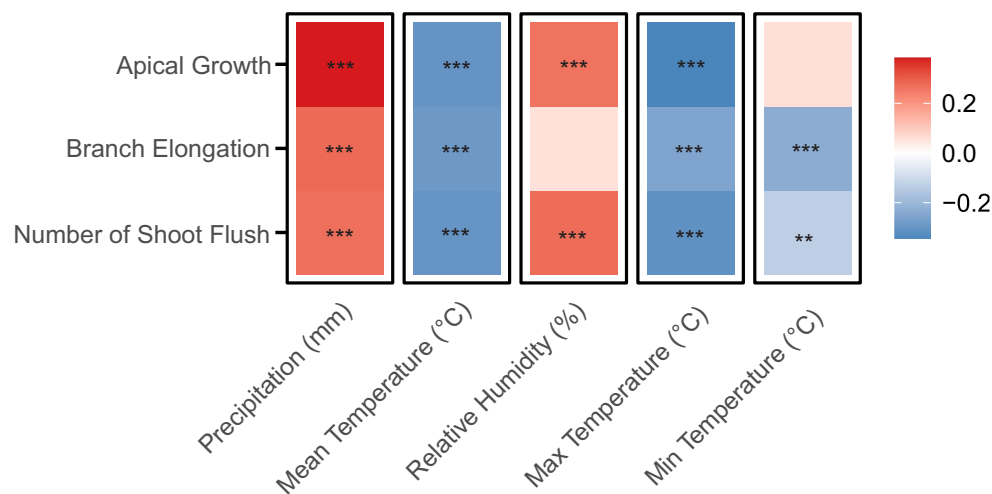 Apical Growth *** *** *** ***
Branch Elongation *** *** *** ***
Number of Shoot Flush *** *** *** *** **
0.2
0.0
−0.2
Precipitation (mm)
Mean Temperature (°C)
Relative Humidity (%)
Max Temperature (°C)
Min Temperature (°C)